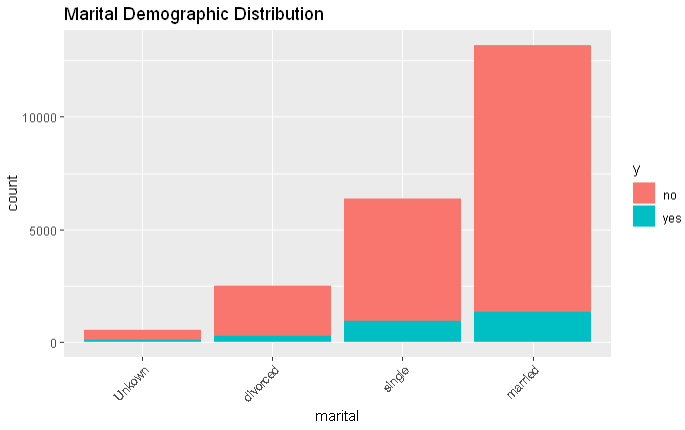 Marital Demographic Distribution
10000
5000
0
count
Unkown
divorced
single
married
marital
y
no
yes